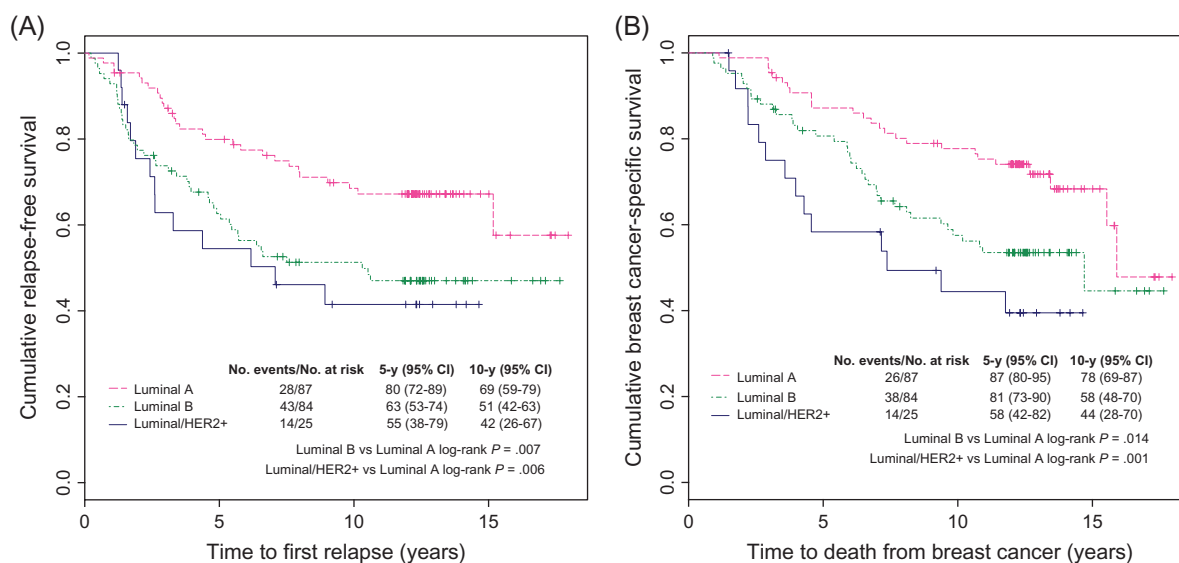 (A)
Cumulative relapse-free survival
1.0
0.8
0.6
0.4
0.2
0.0
No. events/No. at risk 5-y (95% CI) 10-y (95% CI)
Luminal A 28/87 80 (72-89) 69 (59-79)
Luminal B 43/84 63 (53-74) 51 (42-63)
Luminal/HER2+ 14/25 55 (38-79) 42 (26-67)
Luminal B vs Luminal A log-rank P = .007
Luminal/HER2+ vs Luminal A log-rank P = .006
0 5 10 15
Time to first relapse (years)
(B)
Cumulative breast cancer-specific survival
1.0
0.8
0.6
0.4
0.2
0.0
No. events/No. at risk 5-y (95% CI) 10-y (95% CI)
Luminal A 26/87 87 (80-95) 78 (69-87)
Luminal B 38/84 81 (73-90) 58 (48-70)
Luminal/HER2+ 14/25 58 (42-82) 44 (28-70)
Luminal B vs Luminal A log-rank P = .014
Luminal/HER2+ vs Luminal A log-rank P = .001
0 5 10 15
Time to death from breast cancer (years)